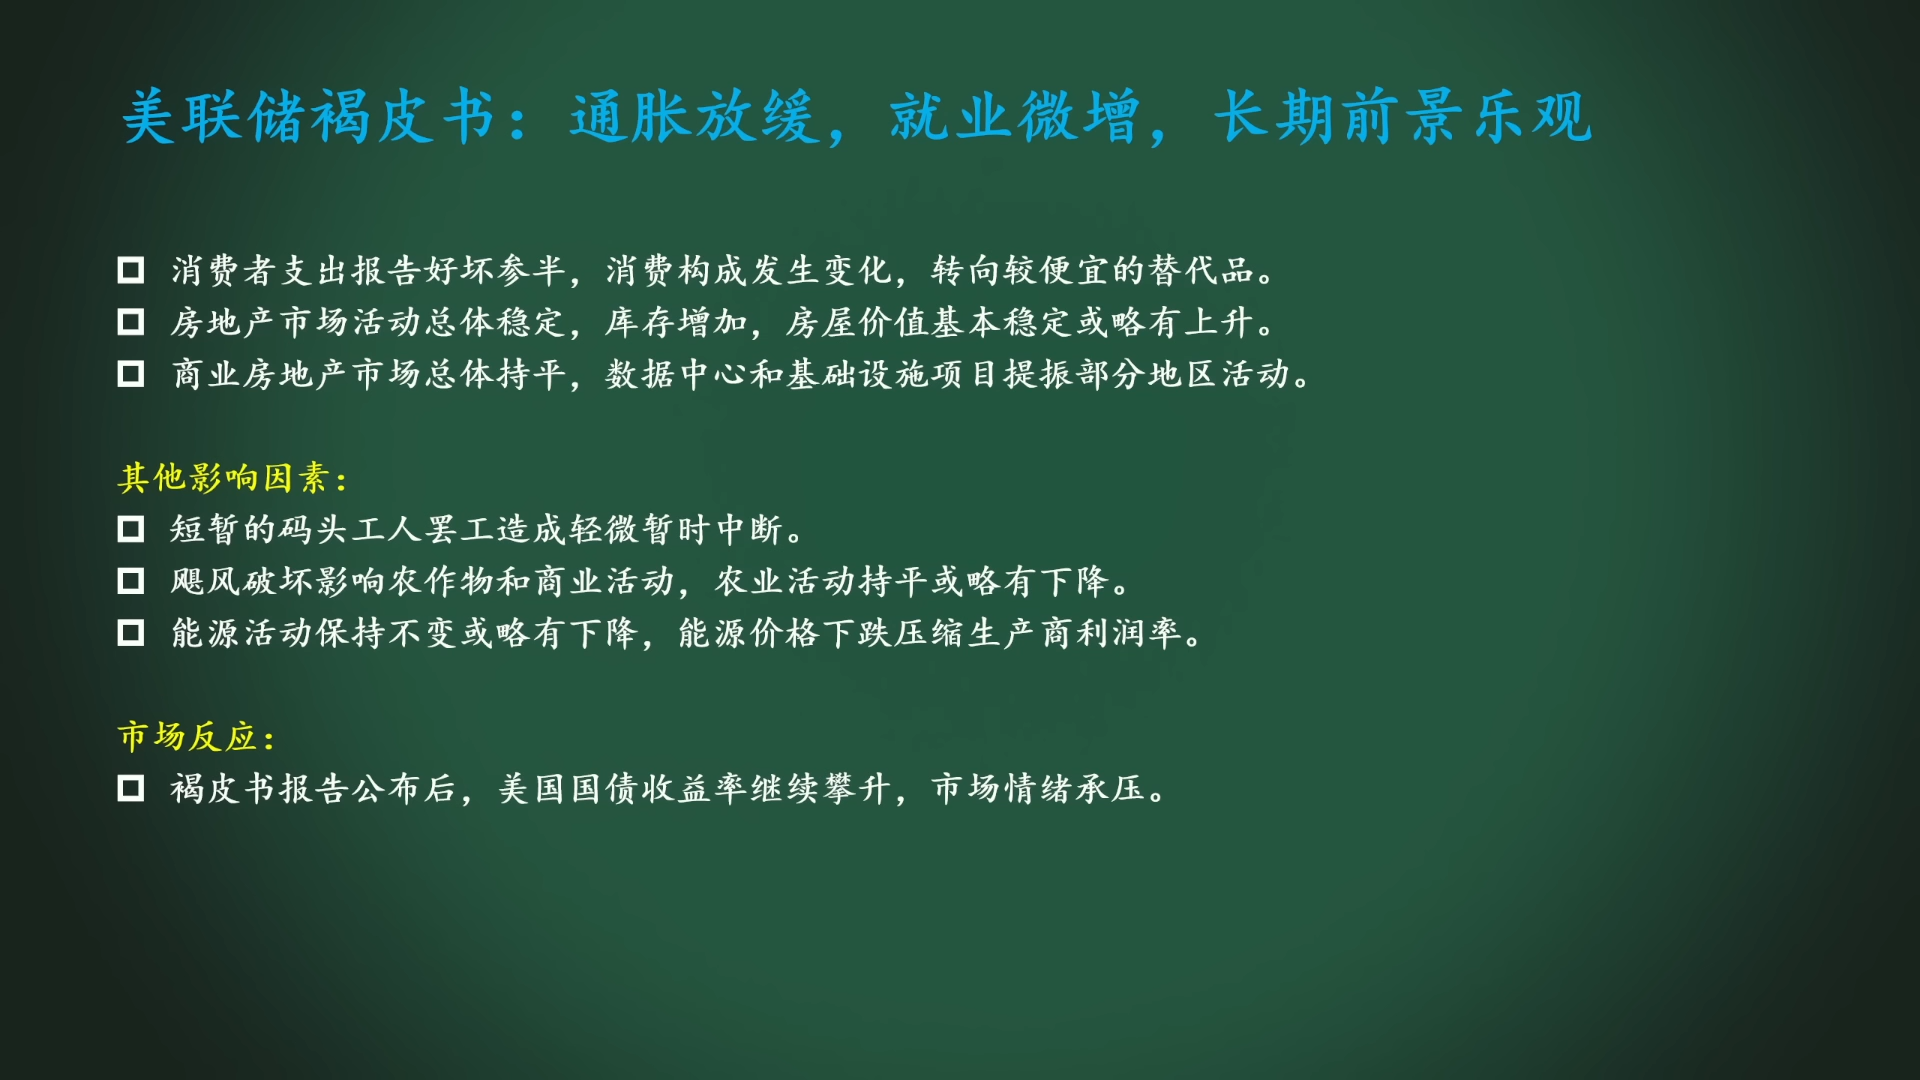 美联储褐皮书：通胀放缓，就业微增，长期前景乐观
消费者支出报告好坏参半，消费构成发生变化，转向较便宜的替代品。
房地产市场活动总体稳定，库存增加，房屋价值基本稳定或略有上升。
商业房地产市场总体持平，数据中心和基础设施项目提振部分地区活动。
其他影响因素：
短暂的码头工人罢工造成轻微暂时中断。
飓风破坏影响农作物和商业活动，农业活动持平或略有下降。
能源活动保持不变或略有下降，能源价格下跌压缩生产商利润率。
市场反应：
褐皮书报告公布后，美国国债收益率继续攀升，市场情绪承压。